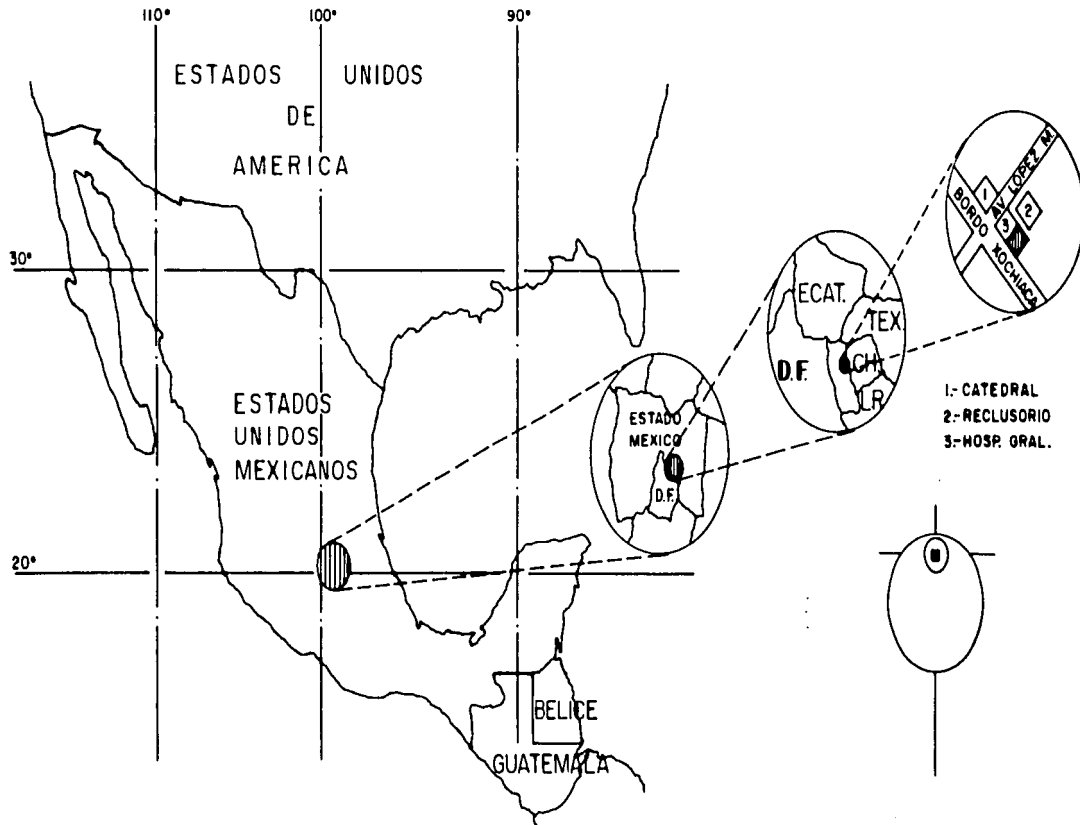 110° 100° 90°
ESTADOS UNIDOS
DE
AMERICA
30°
ESTADOS
UNIDOS
MEXICANOS
20°
BELICE
GUATEMALA
ESTADO
MEXICO
D.F.
ECAT.
TEX.
D.F.
CH.
L.R.
1
AV. LOPEZ M.
2
3
BORDO XOCHIACA
1.- CATEDRAL
2.- RECLUSORIO
3.- HOSP. GRAL.